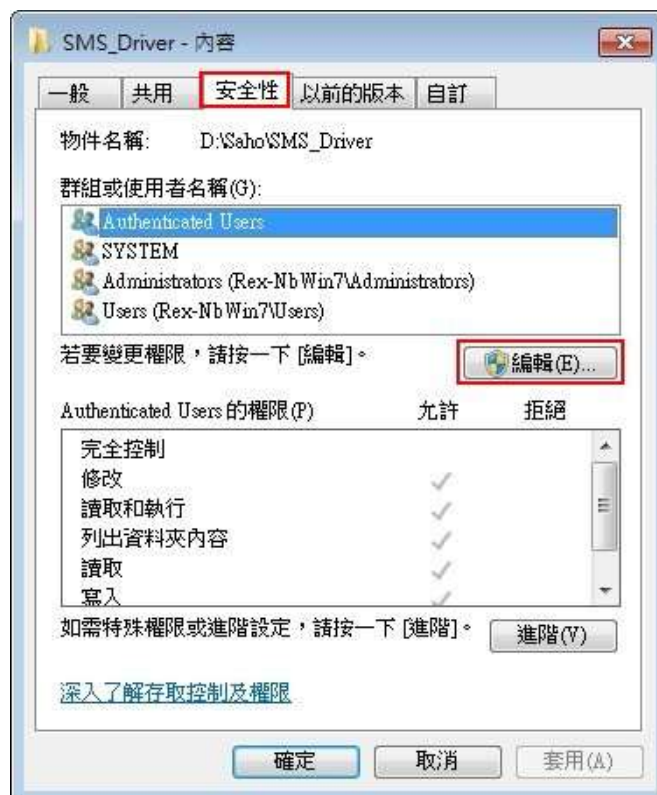 SMS_Driver - 內容
一般 共用 安全性 以前的版本 自訂
物件名稱: D:\Saho\SMS_Driver
群組或使用者名稱(G):
Authenticated Users
SYSTEM
Administrators (Rex-NbWin7\Administrators)
Users (Rex-NbWin7\Users)
若要變更權限，請按一下 [編輯]。 編輯(E)...
Authenticated Users 的權限(P) 允許 拒絕
完全控制
修改
讀取和執行
列出資料夾內容
讀取
寫入
如需特殊權限或進階設定，請按一下 [進階]。 進階(V)
深入了解存取控制及權限
確定 取消 套用(A)